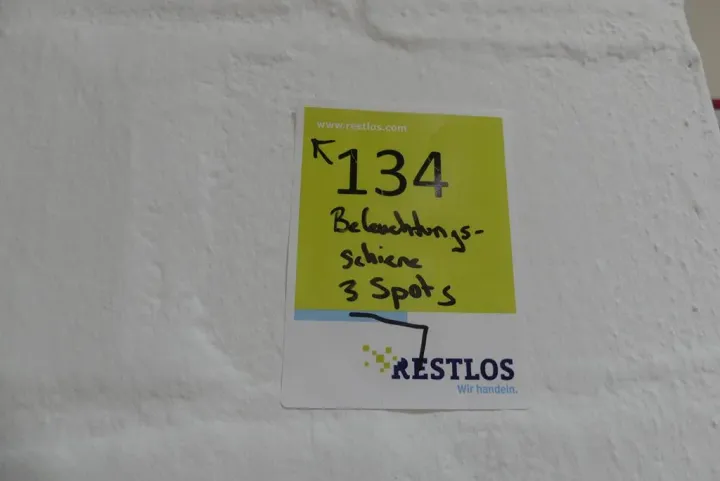 www.restlos.com
134
Beleuchtungs-
schiene
3 Spots
RESTLOS
Wir handeln.